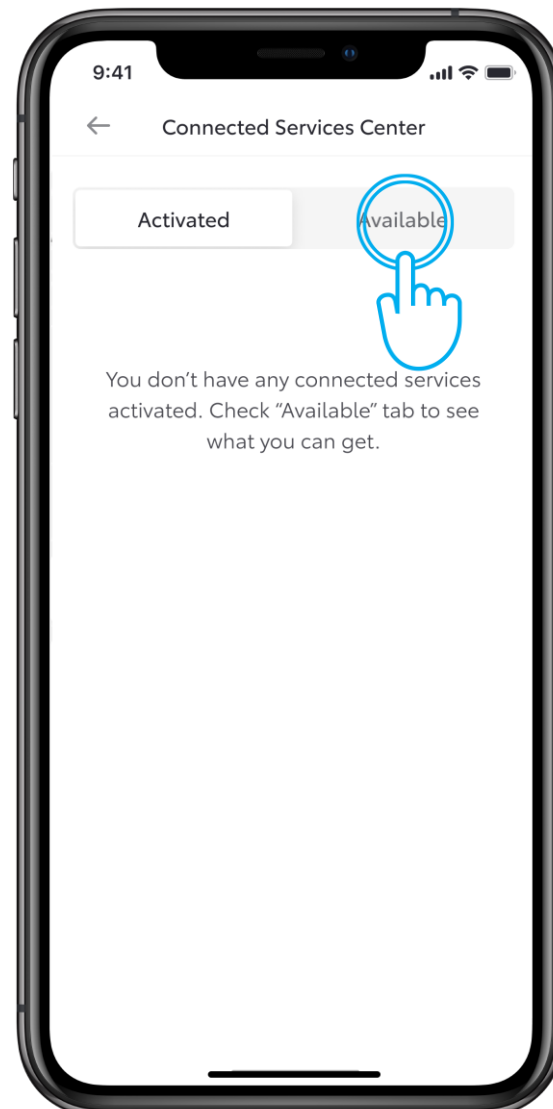 9:41
Connected Services Center
Activated
Available
You don’t have any connected services
activated. Check “Available” tab to see
what you can get.